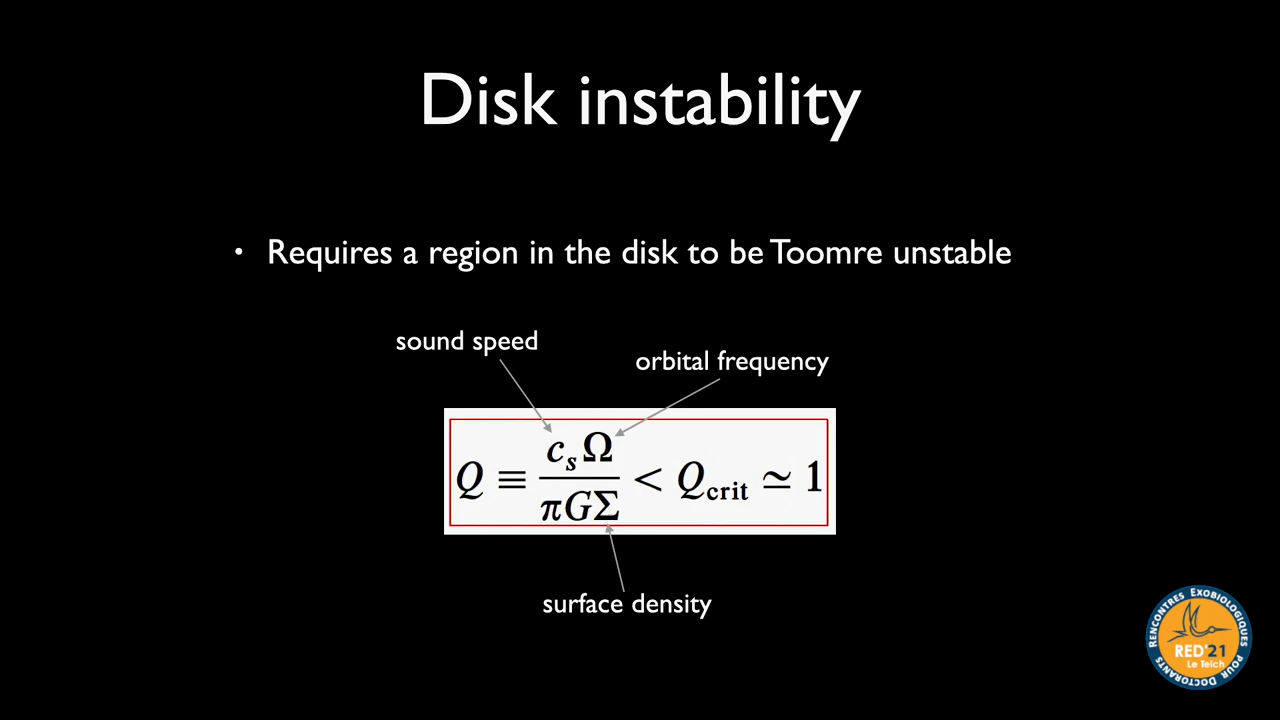 Disk instability
• Requires a region in the disk to be Toomre unstable
sound speed
orbital frequency
Q ≡ c_s Ω / πGΣ < Q_crit ≃ 1
surface density
RENCONTRES EXOBIOLOGIQUES POUR DOCTORANTS
RED'21
Le Teich